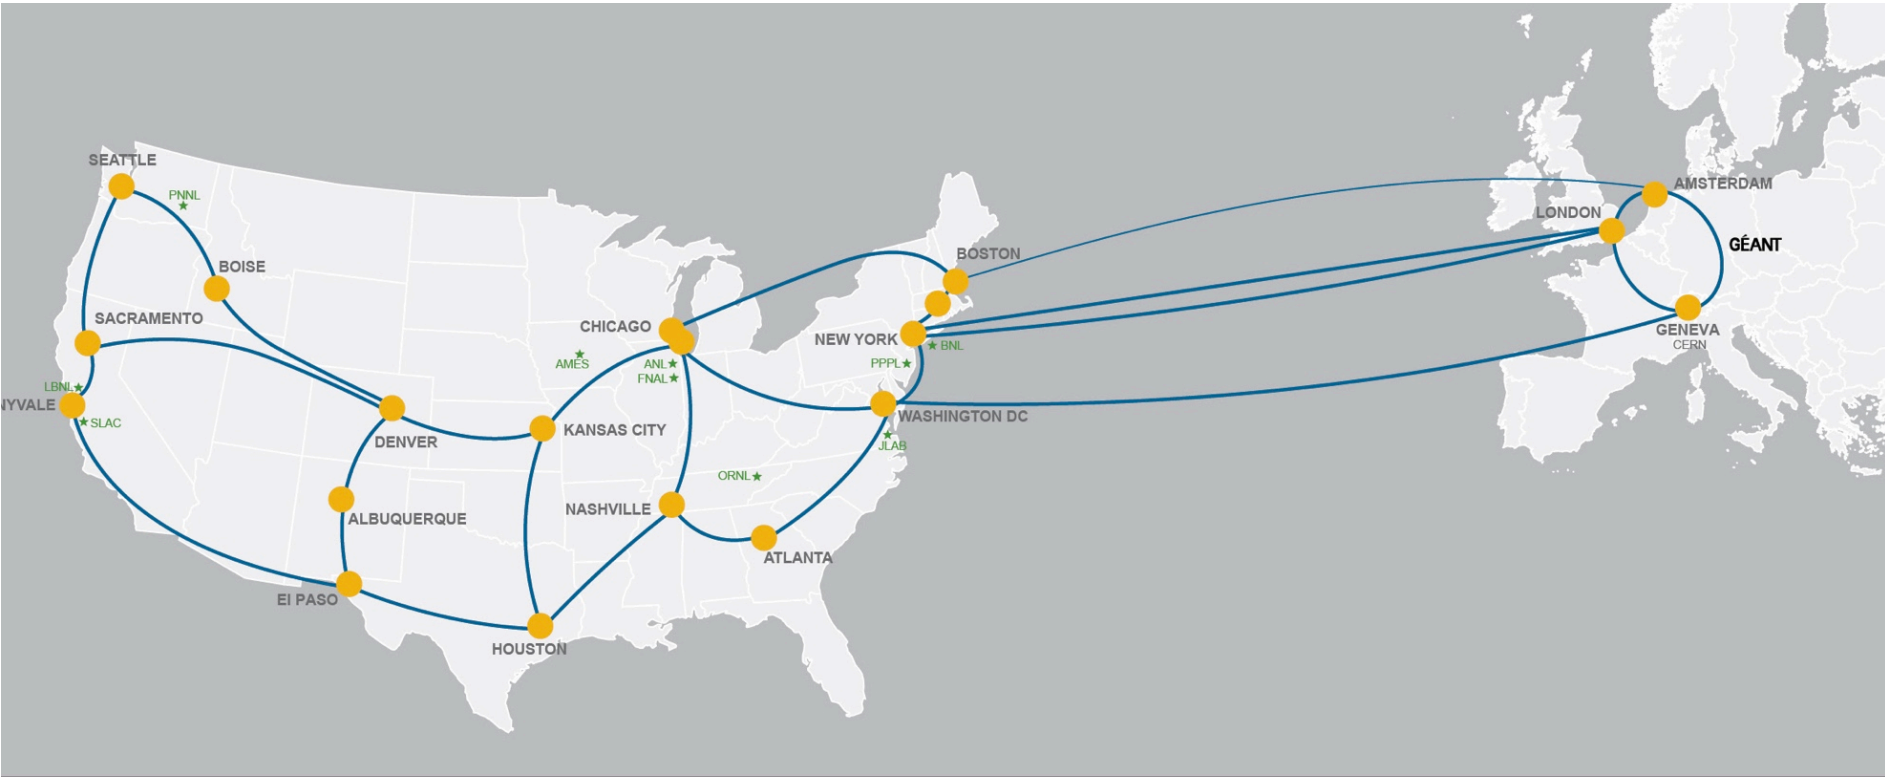 SEATTLE
PNNL
AMSTERDAM
LONDON
GÉANT
BOSTON
BOISE
SACRAMENTO
CHICAGO
NEW YORK
BNL
GENEVA
CERN
AMES
ANL
FNAL
PPPL
LBNL
NYVALE
SLAC
DENVER
KANSAS CITY
WASHINGTON DC
JLAB
ORNL
NASHVILLE
ALBUQUERQUE
ATLANTA
El PASO
HOUSTON